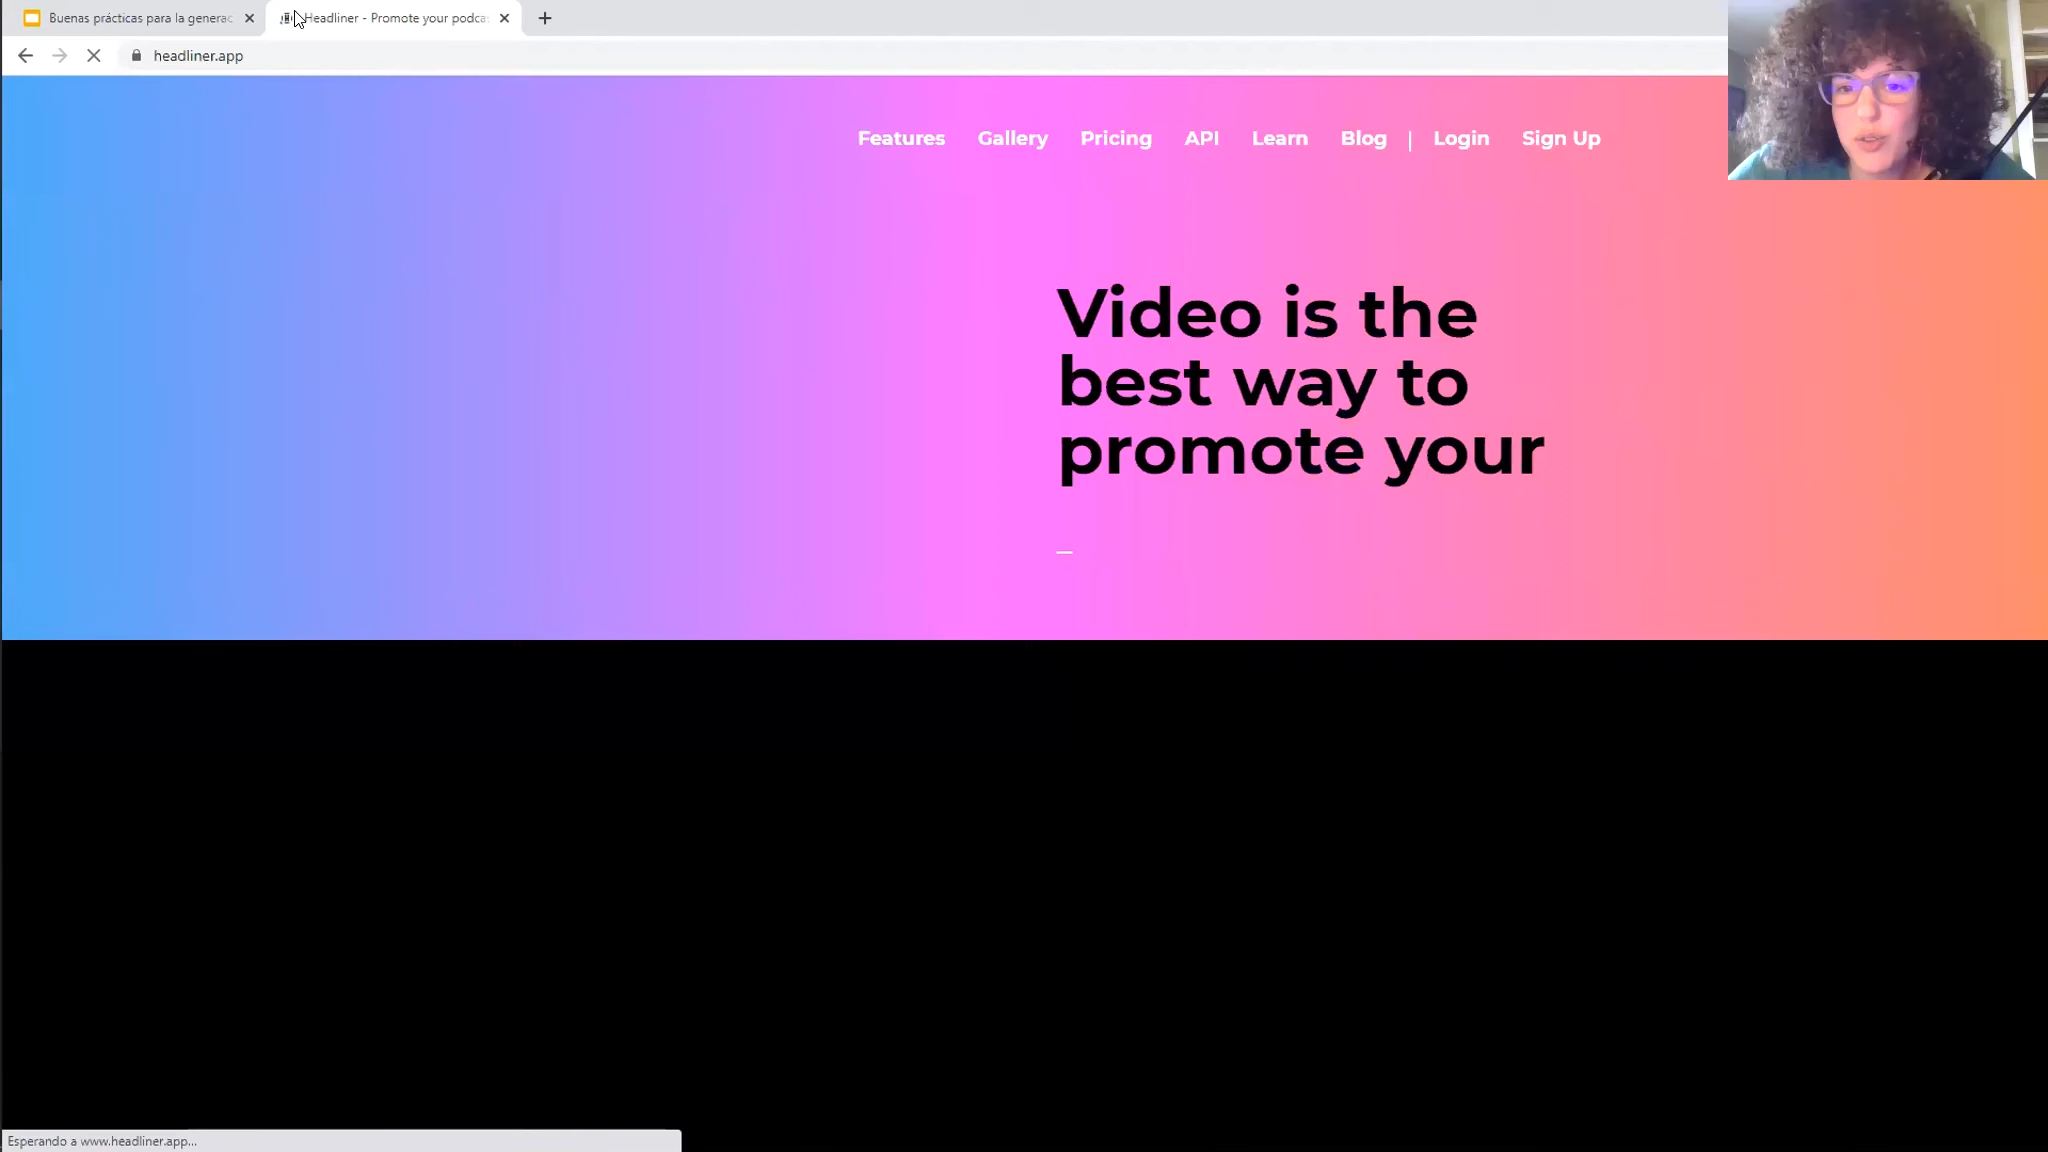 Buenas prácticas para la generac
Headliner - Promote your podca
headliner.app
Features Gallery Pricing API Learn Blog | Login Sign Up
Video is the
best way to
promote your
Esperando a www.headliner.app...